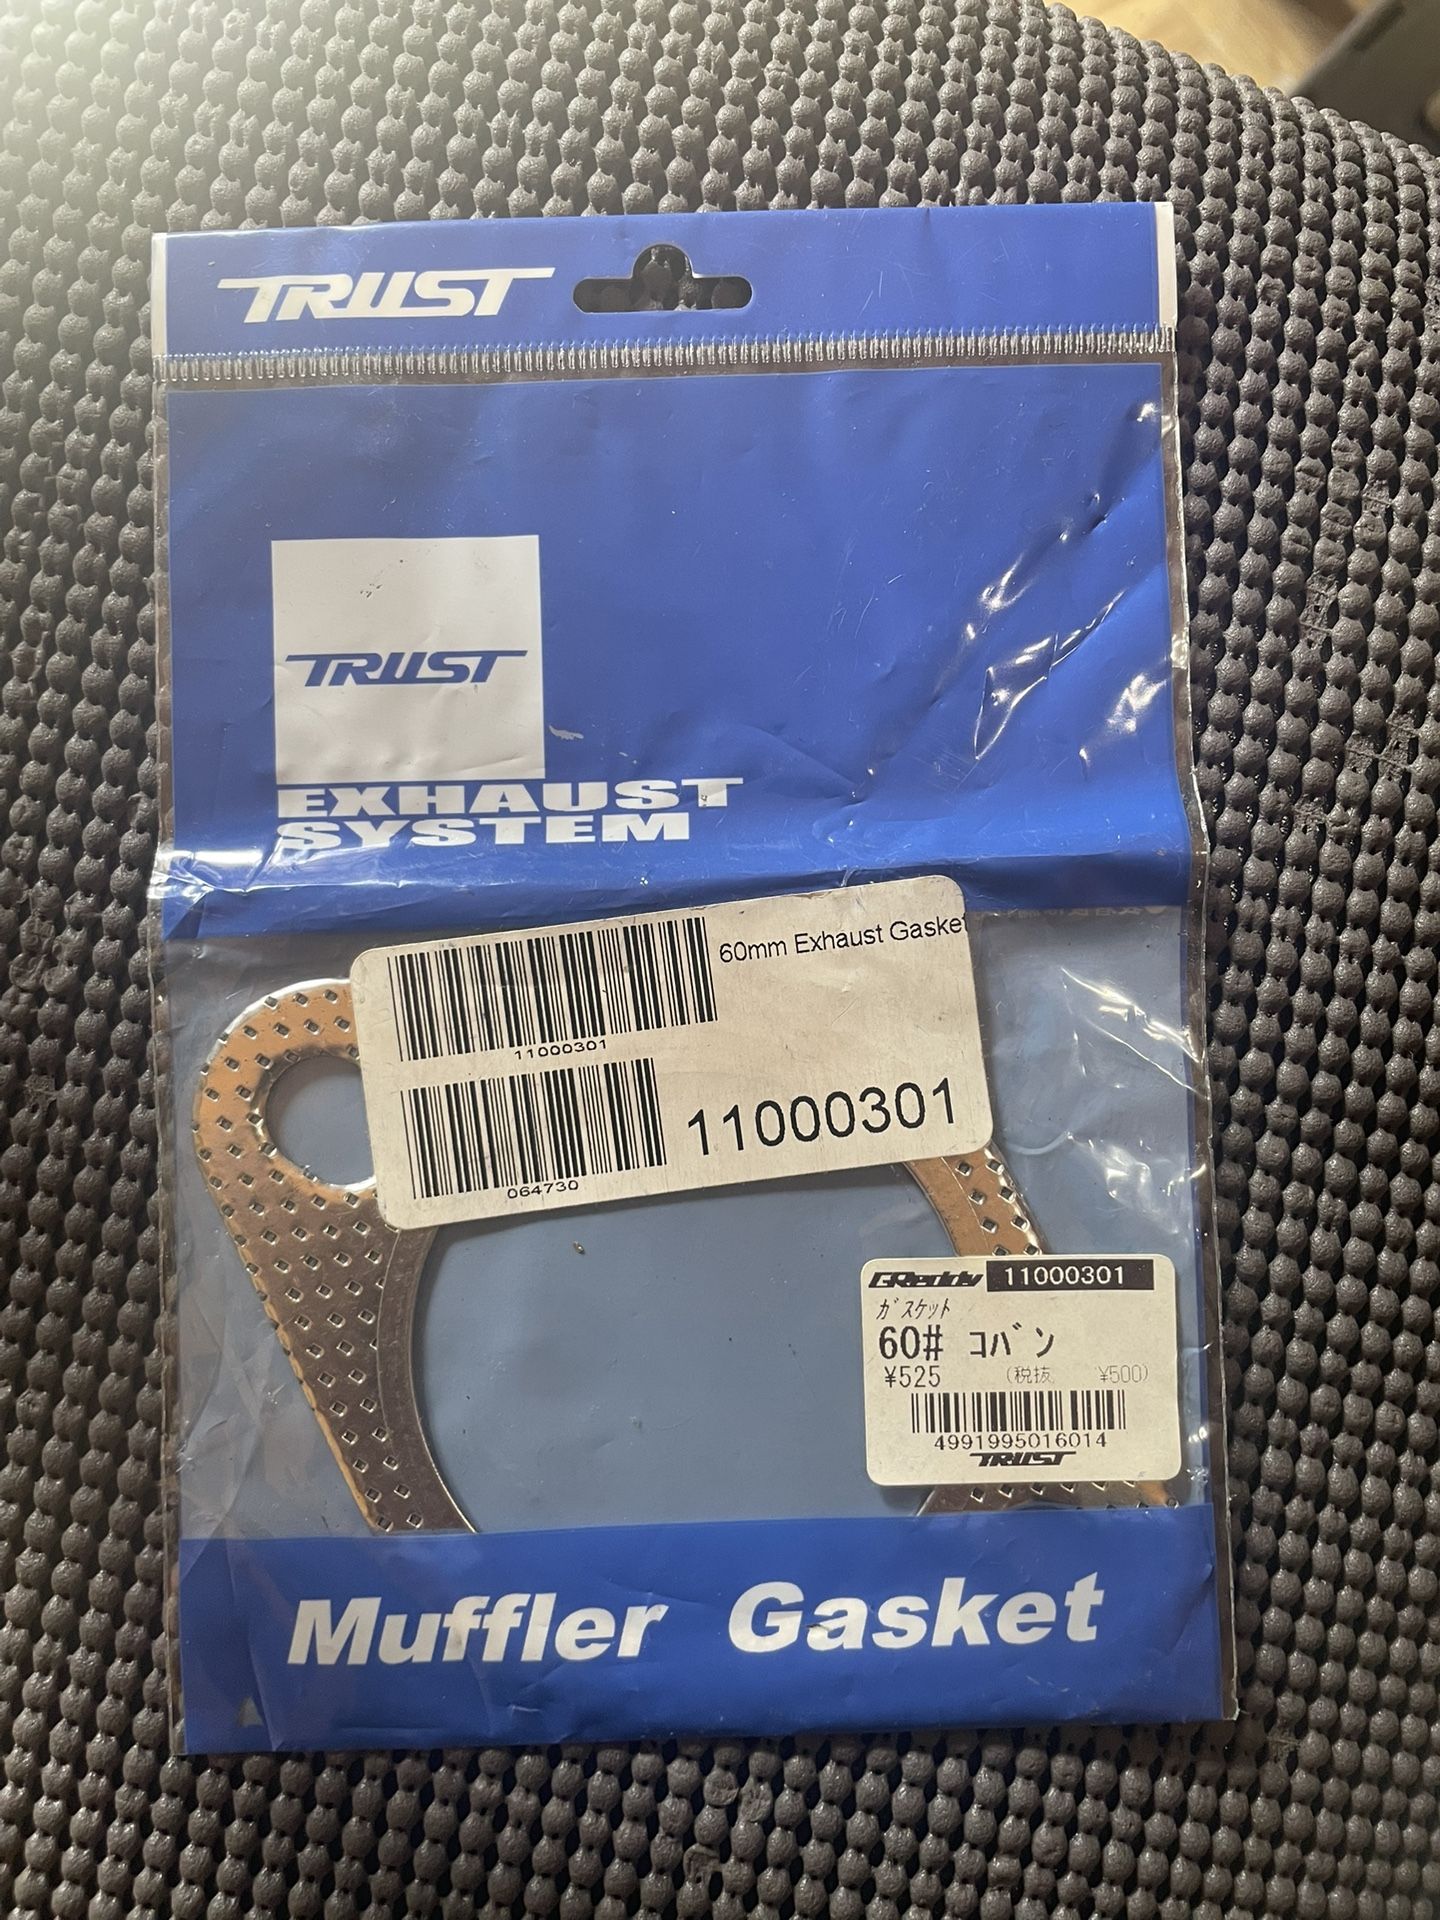 TRUST
TRUST
EXHAUST
SYSTEM
60mm Exhaust Gasket
11000301
11000301
064730
GReddy 11000301
ガスケット
60# コバン
¥525 (税抜 ¥500)
4991995016014
TRUST
Muffler Gasket